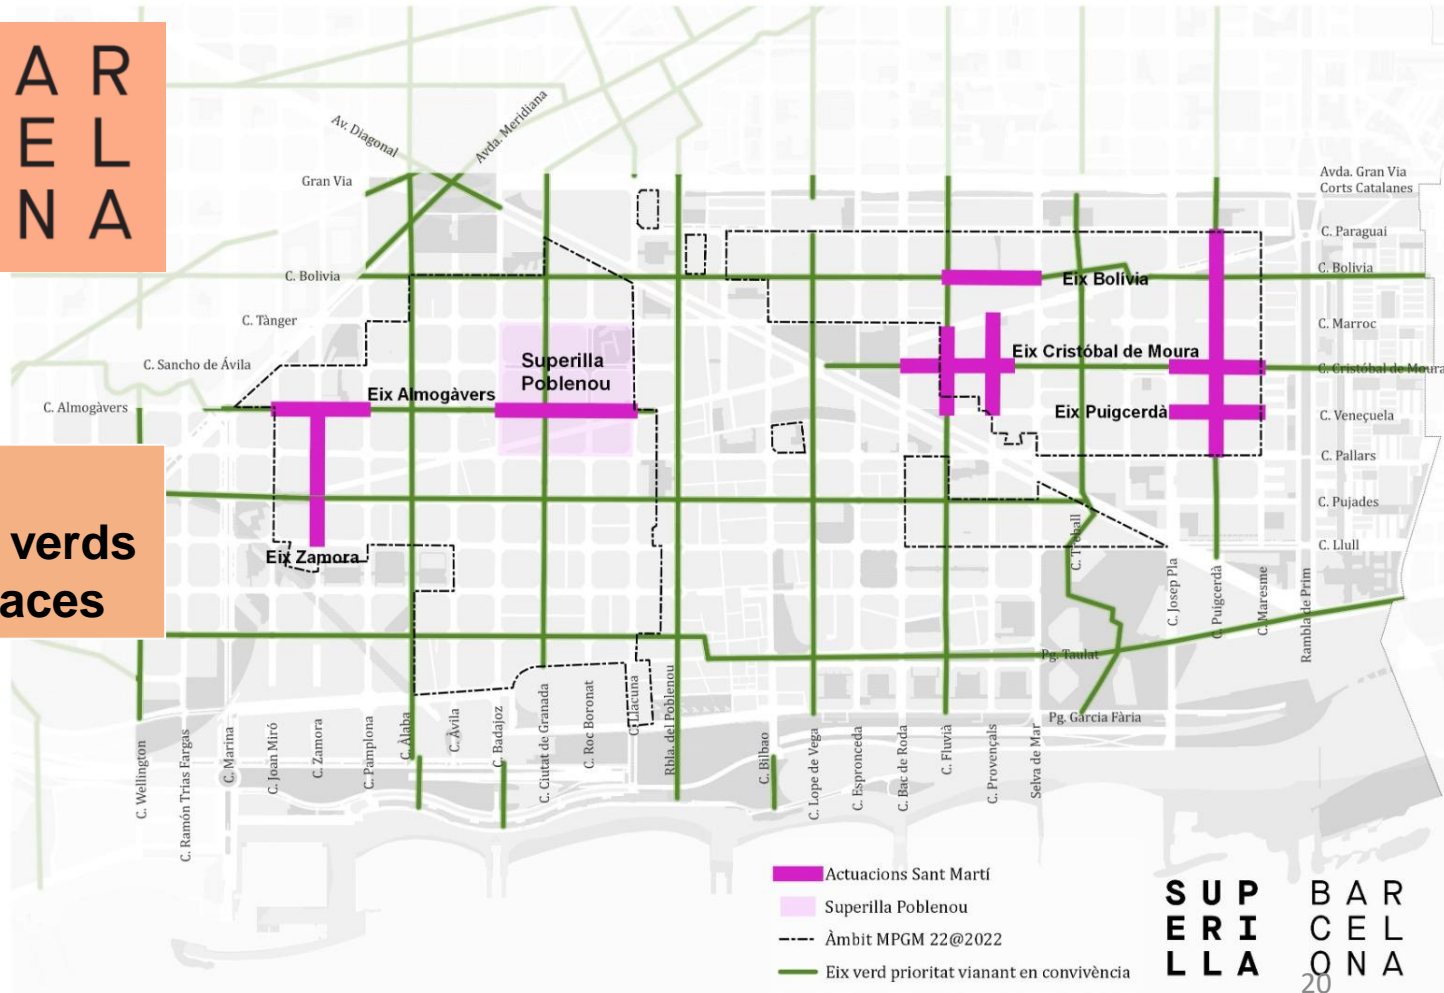 A R
E L
N A
verds
aces
Av. Diagonal
Avda. Meridiana
Gran Via
Avda. Gran Via
Corts Catalanes
C. Paraguai
C. Bolivia
C. Bolivia
Eix Bolívia
C. Tànger
C. Marroc
C. Sancho de Ávila
Superilla
Poblenou
Eix Cristóbal de Moura
C. Cristóbal de Moura
Eix Almogàvers
C. Almogàvers
Eix Puigcerdà
C. Veneçuela
C. Pallars
C. Pujades
C. Llull
Eix Zamora
C. Josep Pla
C. Puigcerdà
C. Maresme
Rambla de Prim
Pg. Taulat
Pg. Garcia Fària
C. Wellington
C. Ramón Trias Fargas
C. Marina
C. Joan Miró
C. Zamora
C. Pamplona
C. Àlaba
C. Àvila
C. Badajoz
C. Ciutat de Granada
C. Roc Boronat
C. Llacuna
Rbla. del Poblenou
C. Bilbao
C. Lope de Vega
C. Espronceda
C. Bac de Roda
C. Fluvià
C. Provençals
Selva de Mar
Actuacions Sant Martí
Superilla Poblenou
Àmbit MPGM 22@2022
Eix verd prioritat vianant en convivència
S U P B A R
E R I C E L
L L A O N A
20